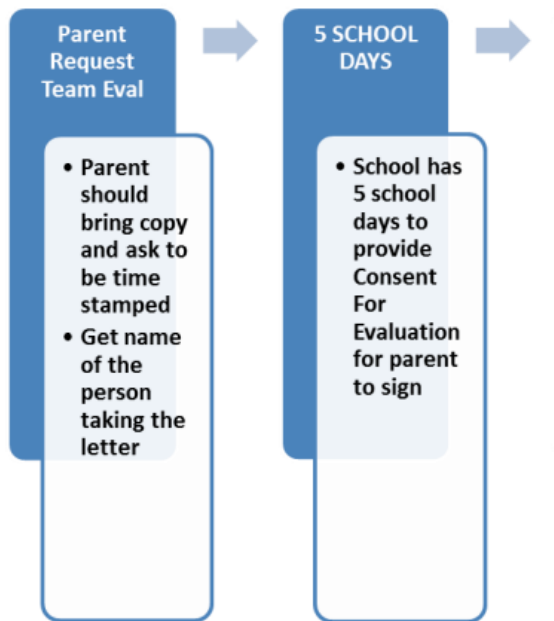 Parent
Request
Team Eval
• Parent
should
bring copy
and ask to
be time
stamped
• Get name
of the
person
taking the
letter
5 SCHOOL
DAYS
• School has
5 school
days to
provide
Consent
For
Evaluation
for parent
to sign